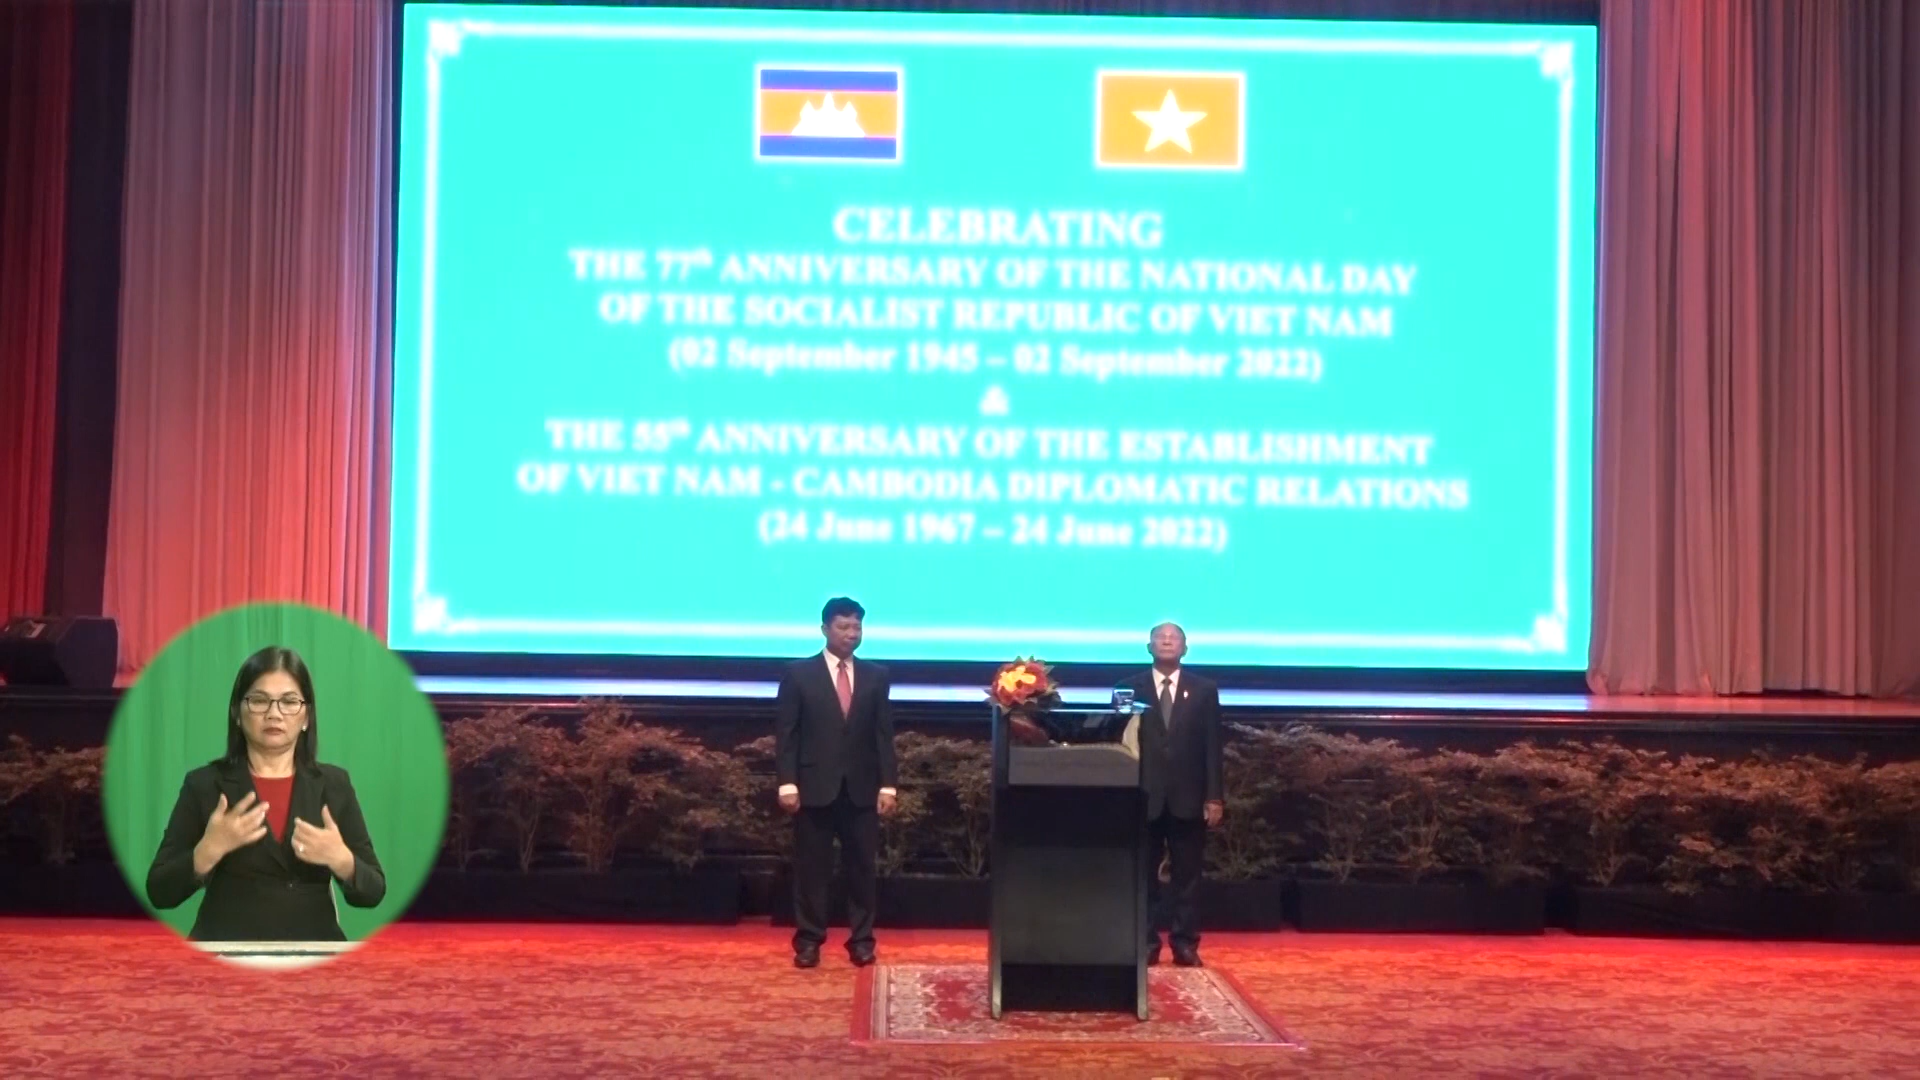 CELEBRATING
THE 77th ANNIVERSARY OF THE NATIONAL DAY
OF THE SOCIALIST REPUBLIC OF VIET NAM
(02 September 1945 – 02 September 2022)
&
THE 55th ANNIVERSARY OF THE ESTABLISHMENT
OF VIET NAM - CAMBODIA DIPLOMATIC RELATIONS
(24 June 1967 – 24 June 2022)